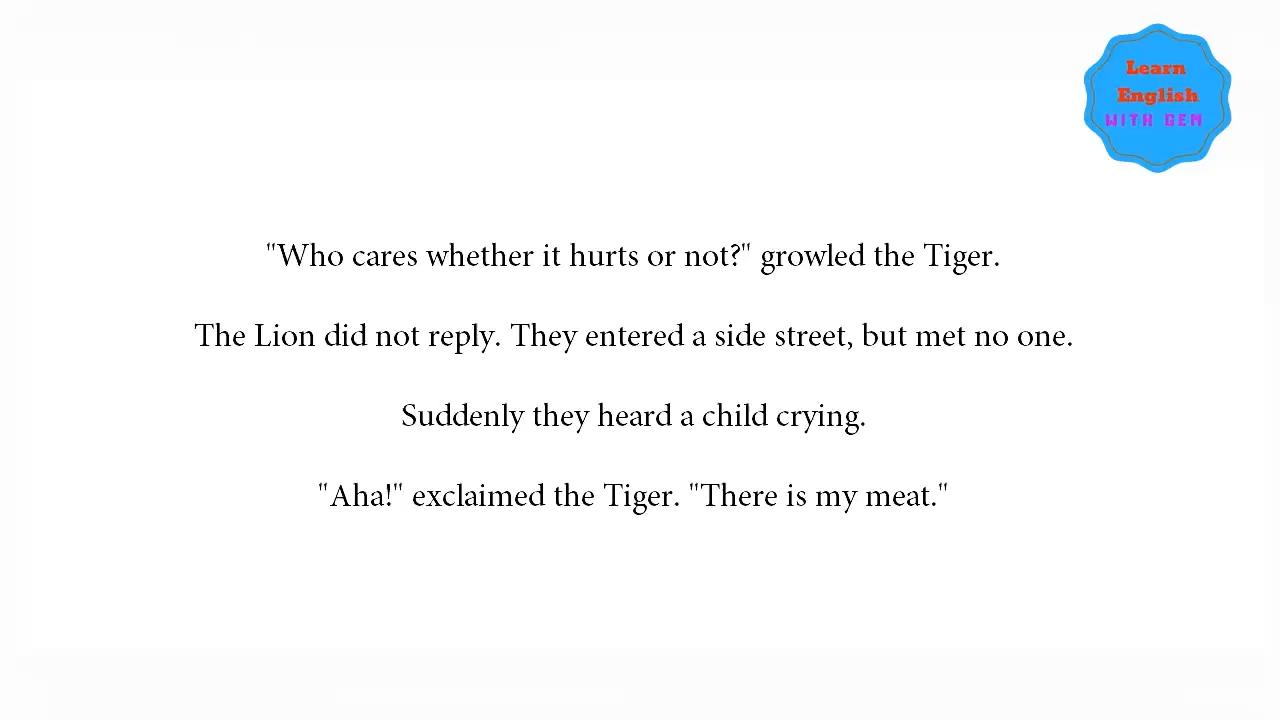 Learn
English
WITH GEM
"Who cares whether it hurts or not?" growled the Tiger.
The Lion did not reply. They entered a side street, but met no one.
Suddenly they heard a child crying.
"Aha!" exclaimed the Tiger. "There is my meat."